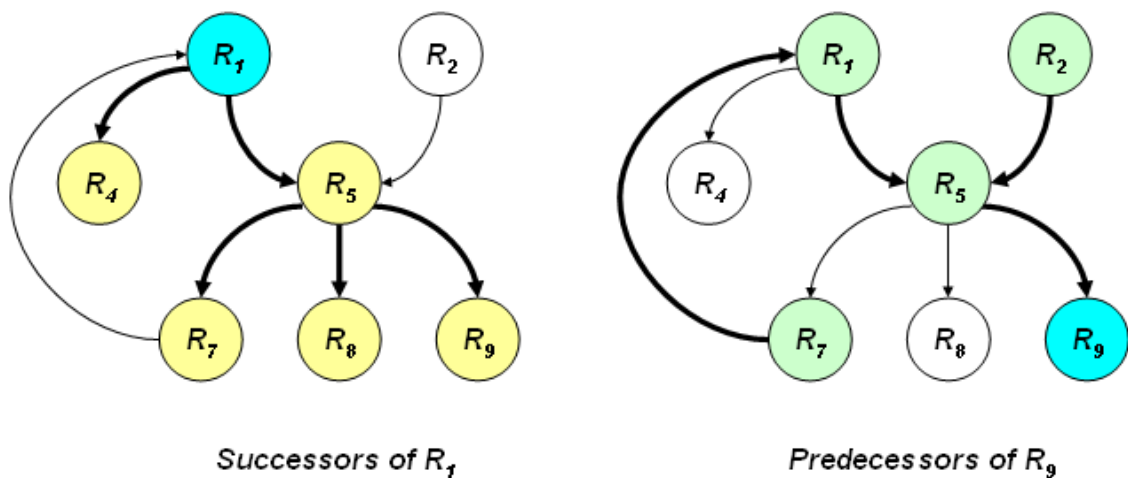 R1 R2 R1 R2
R4 R5 R4 R5
R7 R8 R9 R7 R8 R9
Successors of R1 Predecessors of R9